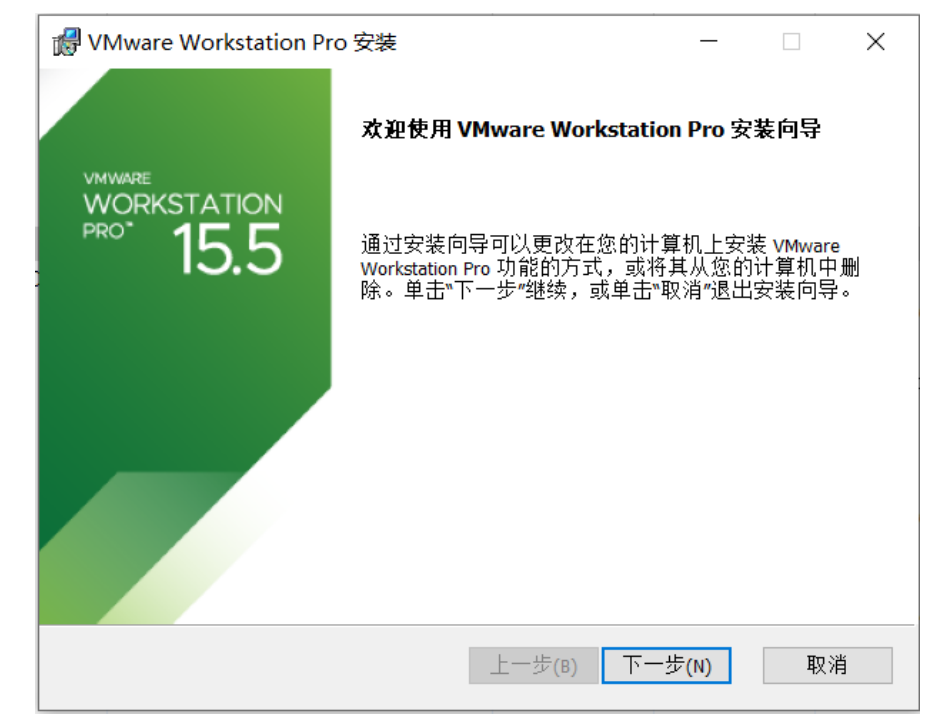 VMware Workstation Pro 安装
欢迎使用 VMware Workstation Pro 安装向导
VMWARE
WORKSTATION
PRO™ 15.5
通过安装向导可以更改在您的计算机上安装 VMware
Workstation Pro 功能的方式，或将其从您的计算机中删
除。单击“下一步”继续，或单击“取消”退出安装向导。
上一步(B) 下一步(N) 取消